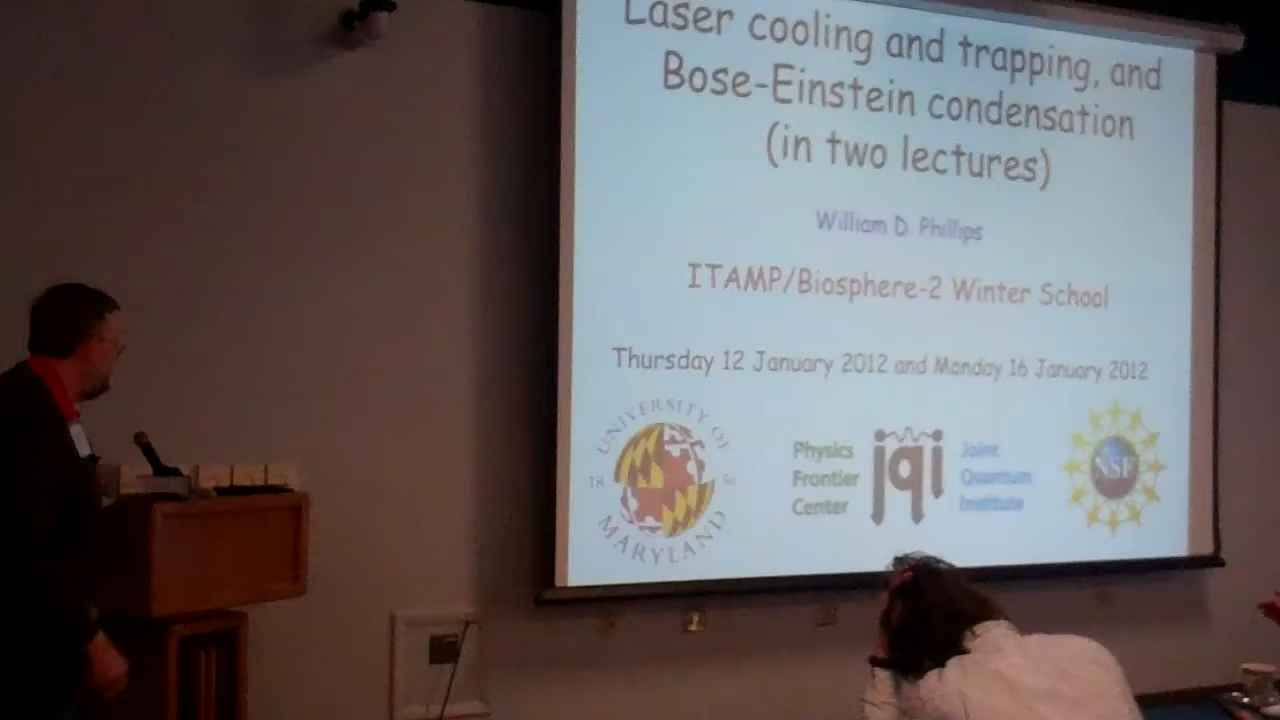 Laser cooling and trapping, and
Bose-Einstein condensation
(in two lectures)
William D. Phillips
ITAMP/Biosphere-2 Winter School
Thursday 12 January 2012 and Monday 16 January 2012
UNIVERSITY OF
18 56
MARYLAND
Physics
Frontier
Center
jqi
Joint
Quantum
Institute
NSF